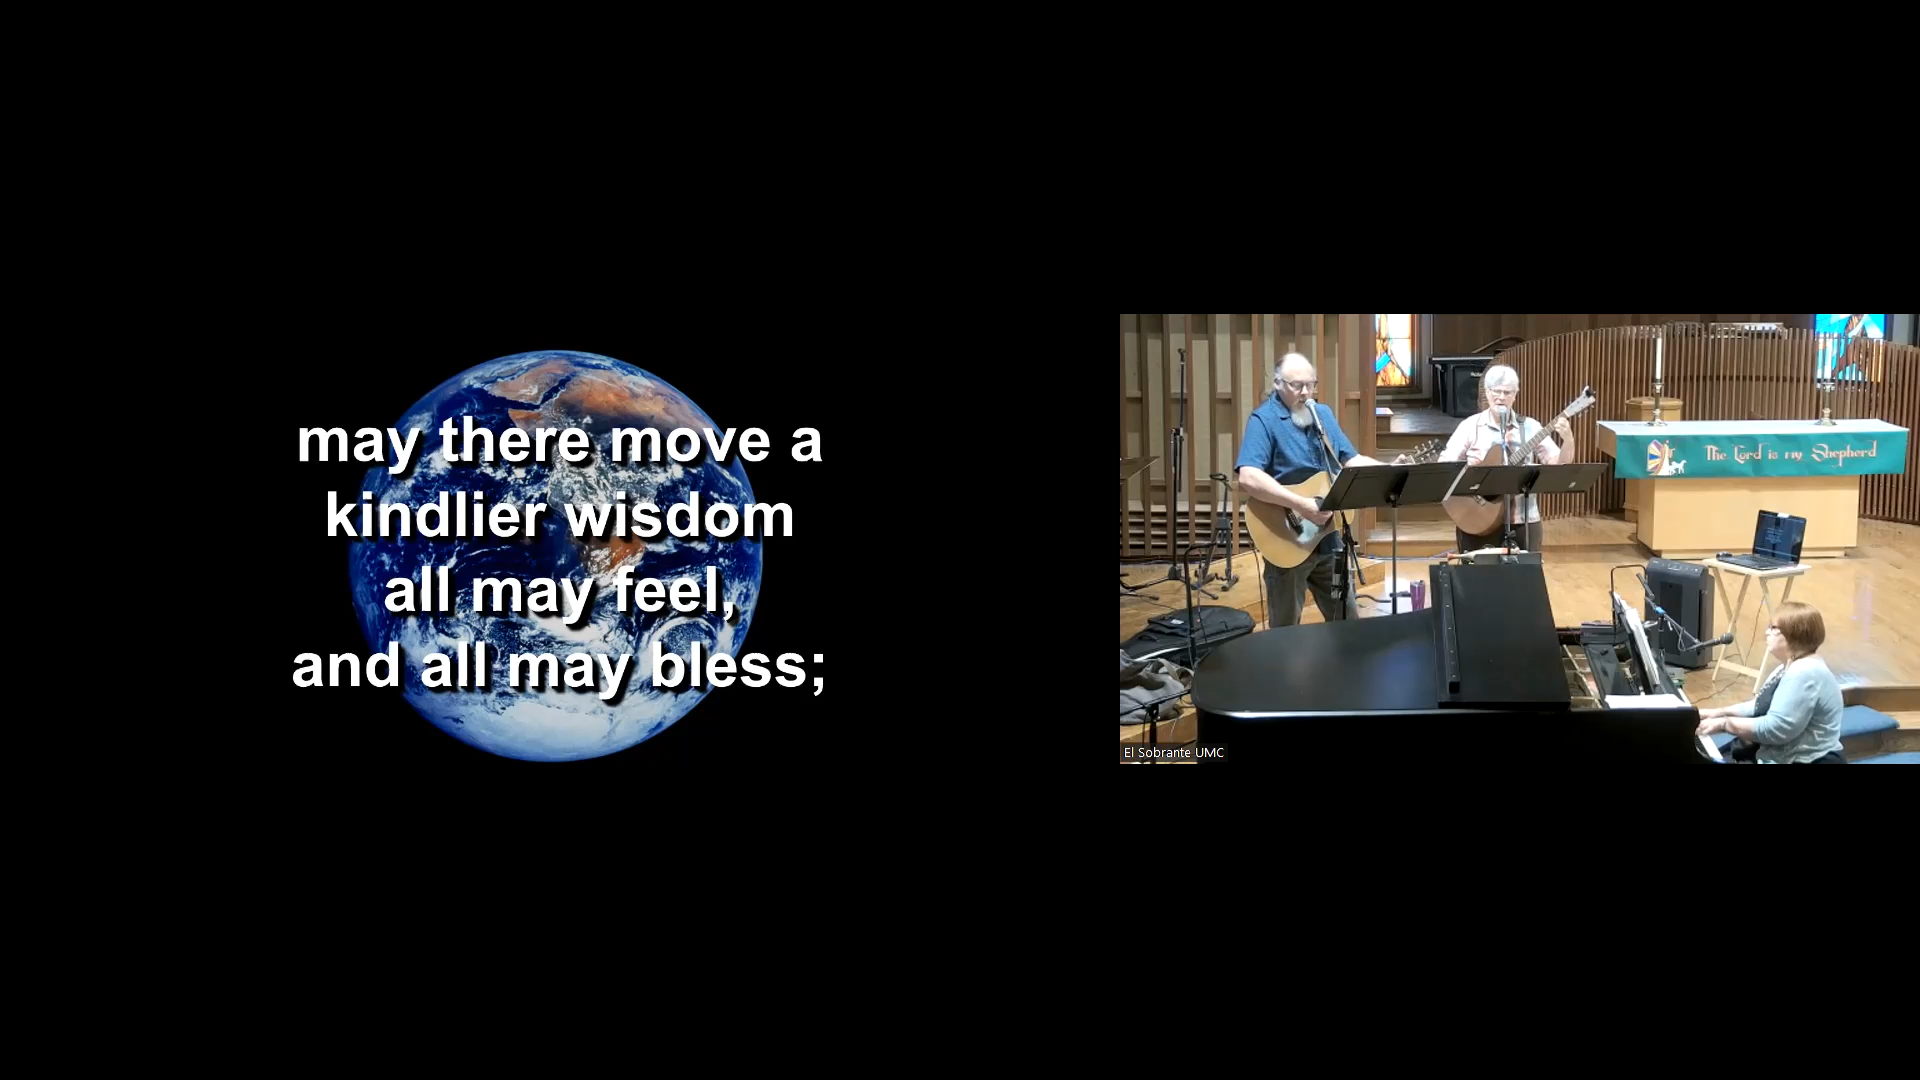 may there move a
kindlier wisdom
all may feel,
and all may bless;
The Lord is my Shepherd
El Sobrante UMC